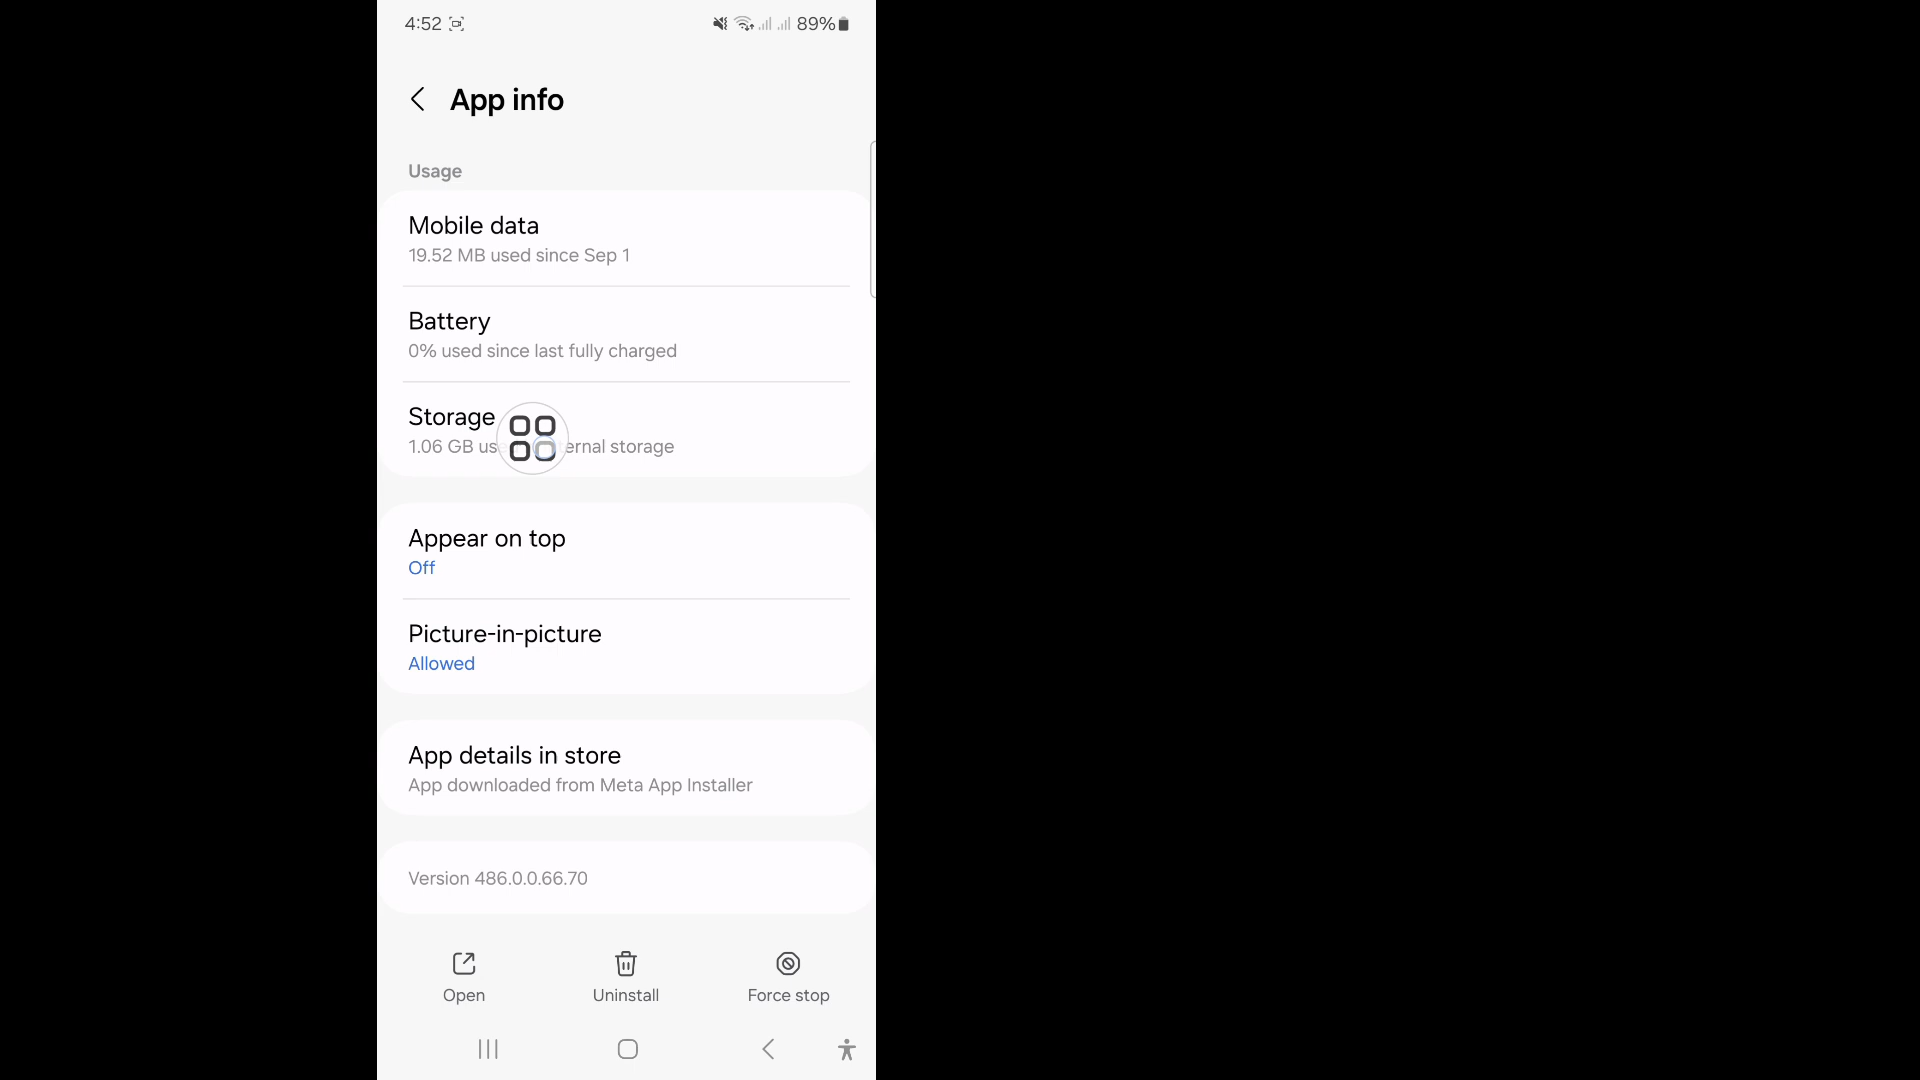 4:52
89%
App info
Usage
Mobile data
19.52 MB used since Sep 1
Battery
0% used since last fully charged
Storage
1.06 GB storage
Appear on top
Off
Picture-in-picture
Allowed
App details in store
App downloaded from Meta App Installer
Version 486.0.0.66.70
Open
Uninstall
Force stop